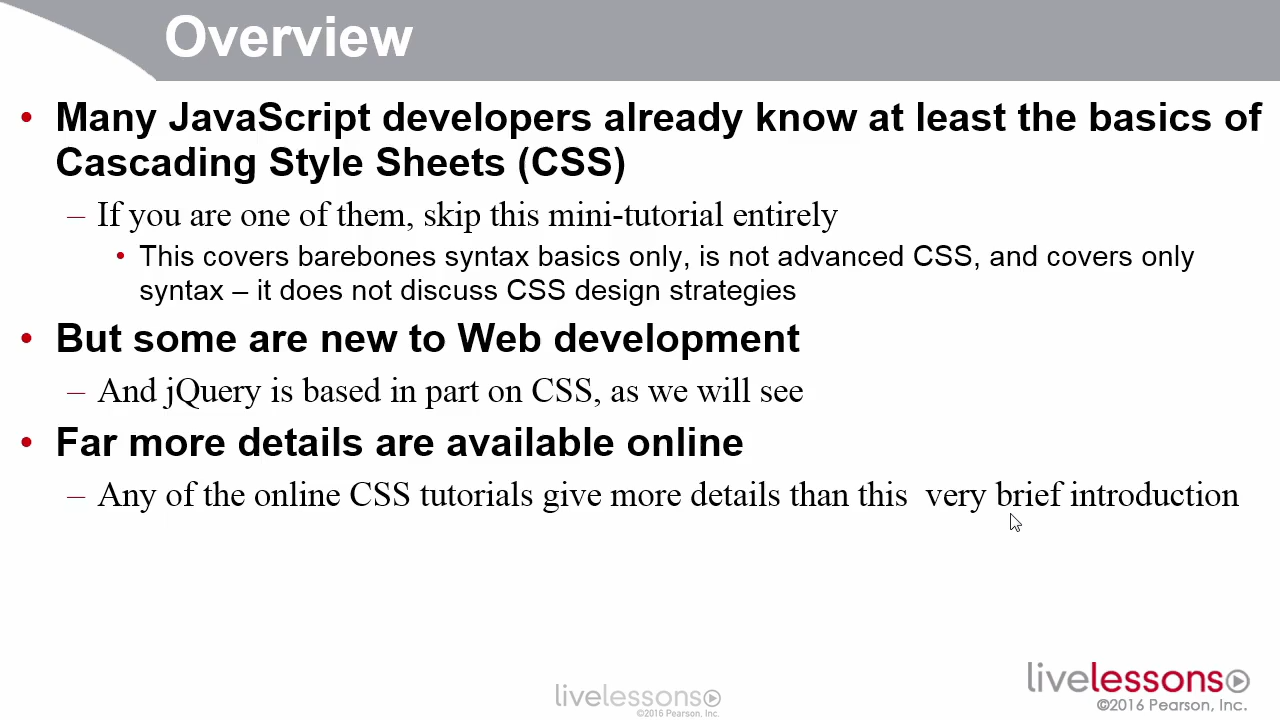 Overview
• Many JavaScript developers already know at least the basics of
Cascading Style Sheets (CSS)
– If you are one of them, skip this mini-tutorial entirely
• This covers barebones syntax basics only, is not advanced CSS, and covers only
syntax – it does not discuss CSS design strategies
• But some are new to Web development
– And jQuery is based in part on CSS, as we will see
• Far more details are available online
– Any of the online CSS tutorials give more details than this  very brief introduction
livelessons
©2016 Pearson, Inc.
livelessons
©2016 Pearson, Inc.